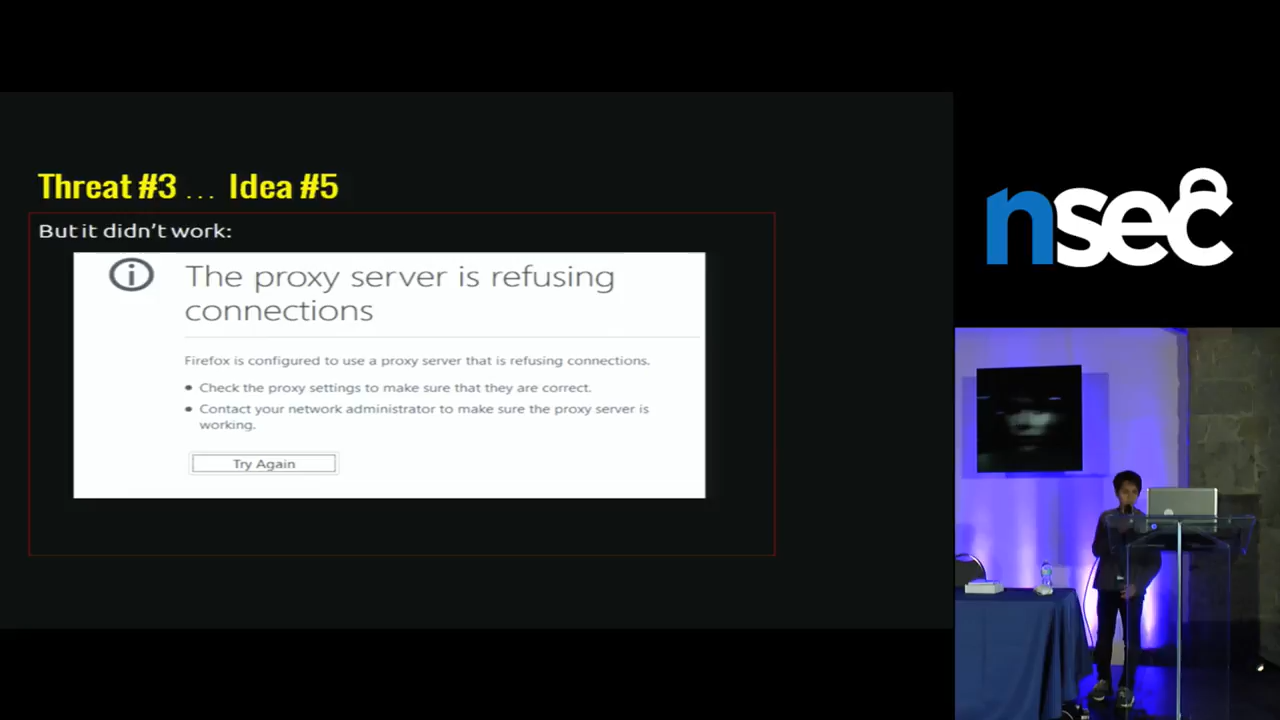 Threat #3 ... Idea #5
But it didn't work:
The proxy server is refusing
connections
Firefox is configured to use a proxy server that is refusing connections.
● Check the proxy settings to make sure that they are correct.
● Contact your network administrator to make sure the proxy server is
working.
Try Again
nsec